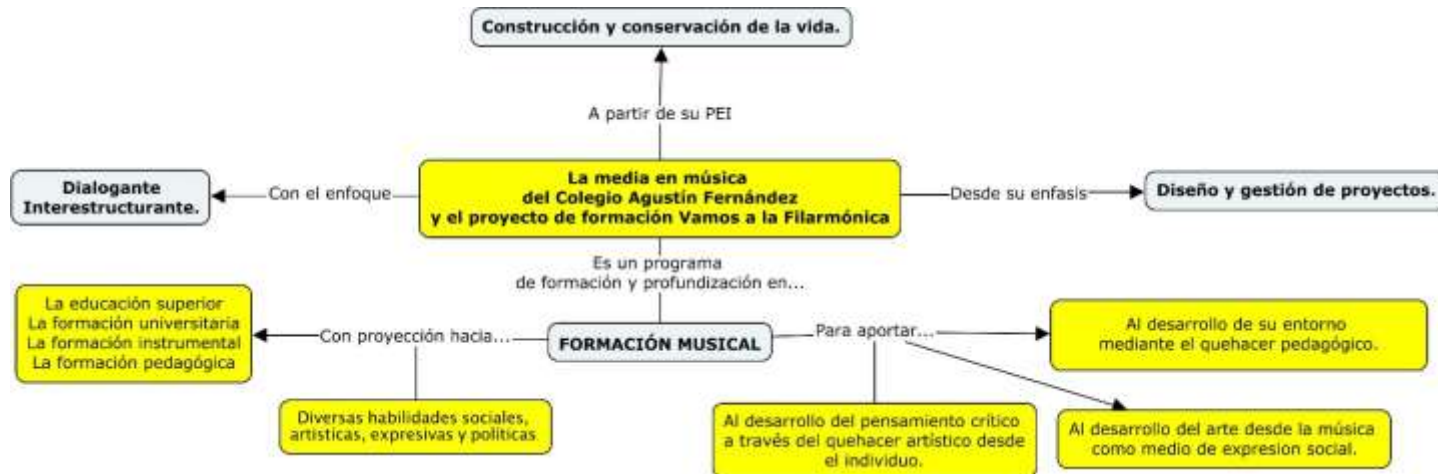 Construcción y conservación de la vida.
A partir de su PEI
La media en música
del Colegio Agustín Fernández
y el proyecto de formación Vamos a la Filarmónica
Con el enfoque
Dialogante
Interestructurante.
Desde su enfasis
Diseño y gestión de proyectos.
Es un programa
de formación y profundización en...
FORMACIÓN MUSICAL
Con proyección hacia...
La educación superior
La formación universitaria
La formación instrumental
La formación pedagógica
Diversas habilidades sociales,
artísticas, expresivas y políticas
Para aportar...
Al desarrollo de su entorno
mediante el quehacer pedagógico.
Al desarrollo del pensamiento crítico
a través del quehacer artístico desde
el individuo.
Al desarrollo del arte desde la música
como medio de expresion social.